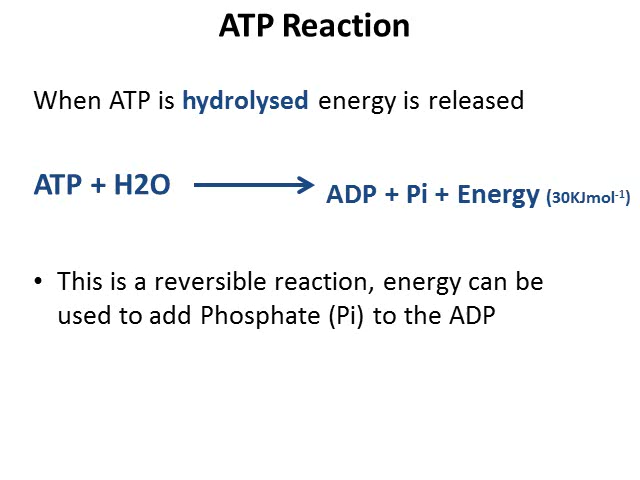 ATP Reaction
When ATP is hydrolysed energy is released
ATP + H2O
ADP + Pi + Energy (30KJmol⁻¹)
• This is a reversible reaction, energy can be
used to add Phosphate (Pi) to the ADP